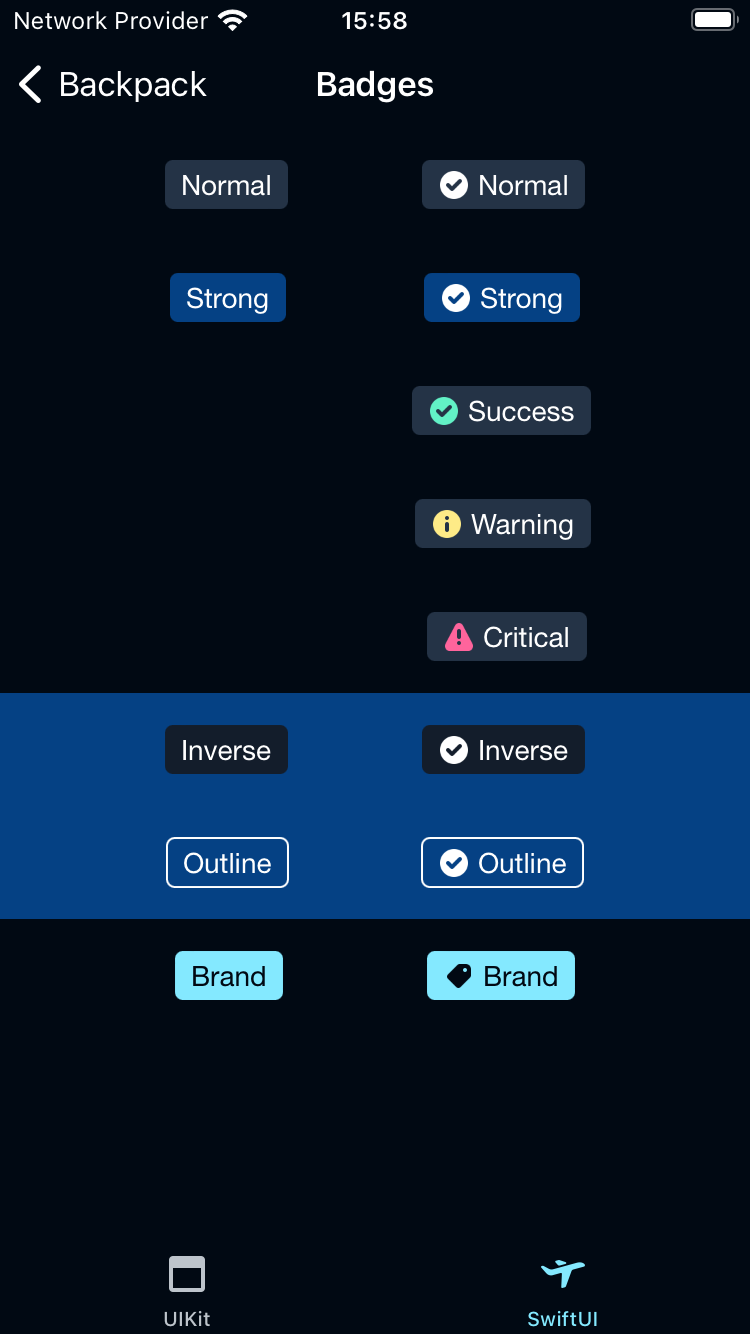 Network Provider 15:58
Backpack Badges
Normal Normal
Strong Strong
Success
Warning
Critical
Inverse Inverse
Outline Outline
Brand Brand
UIKit SwiftUI